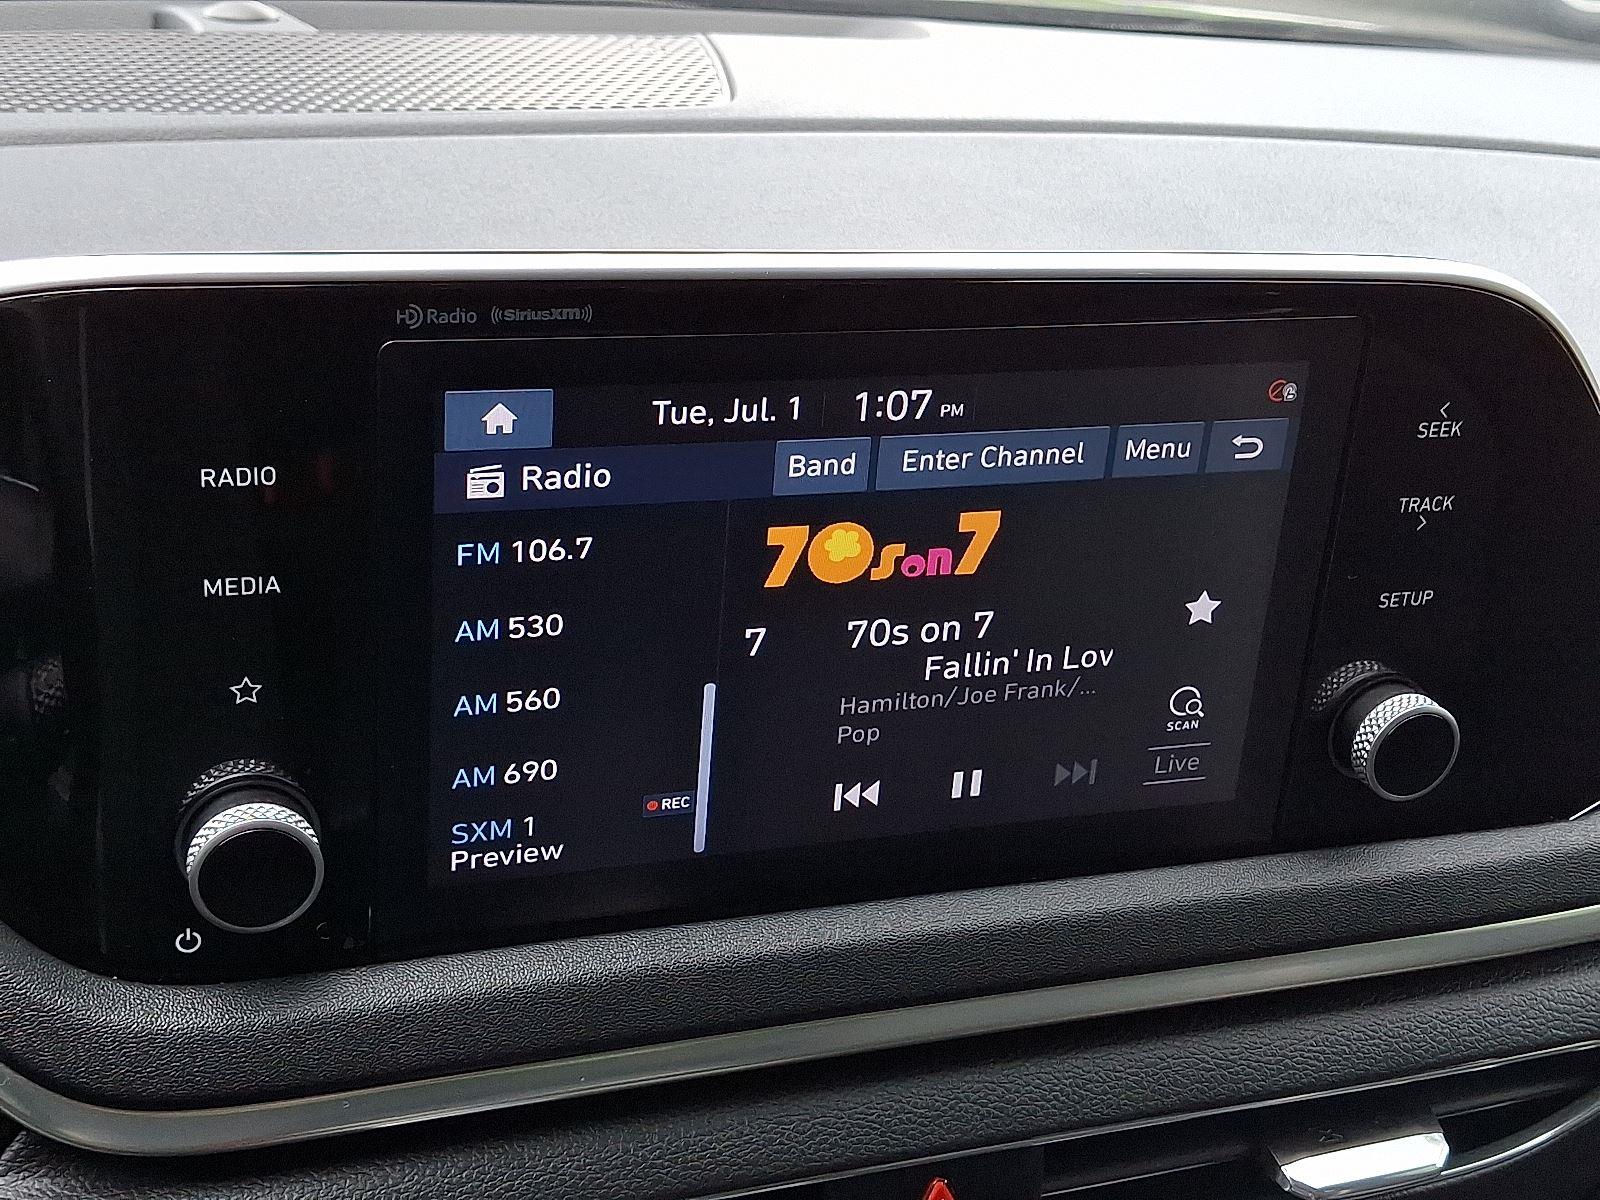 HD Radio ((SiriusXM))
Tue, Jul. 1 1:07 PM
Radio Band Enter Channel Menu
RADIO
MEDIA
FM 106.7
AM 530
AM 560
AM 690
REC
SXM 1
Preview
70s on 7
7 70s on 7
Fallin' In Lov
Hamilton/Joe Frank/...
Pop
SCAN
Live
SEEK
TRACK
SETUP